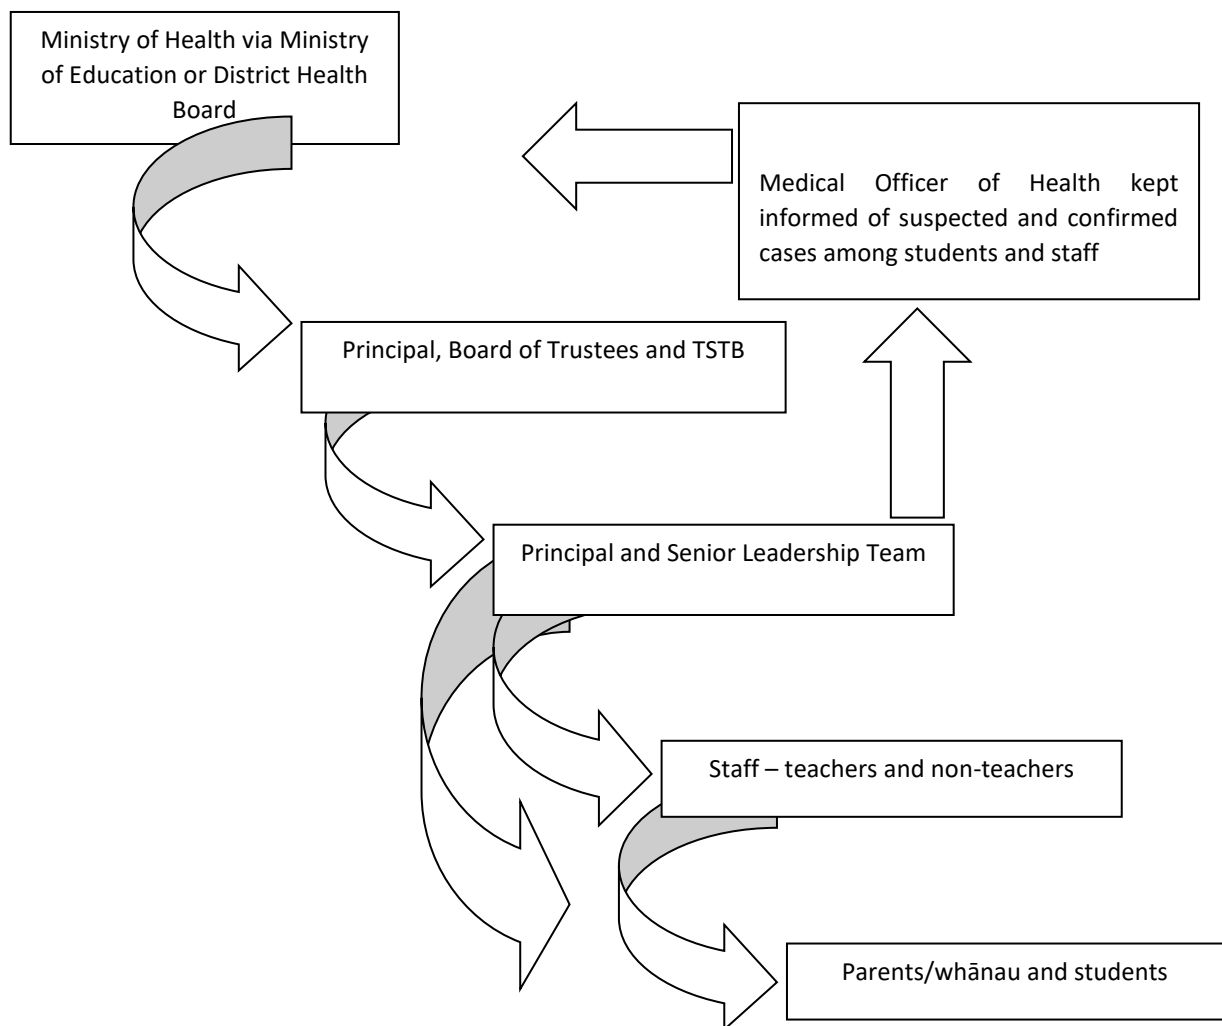 Ministry of Health via Ministry
of Education or District Health
Board
Medical Officer of Health kept
informed of suspected and confirmed
cases among students and staff
Principal, Board of Trustees and TSTB
Principal and Senior Leadership Team
Staff – teachers and non-teachers
Parents/whānau and students